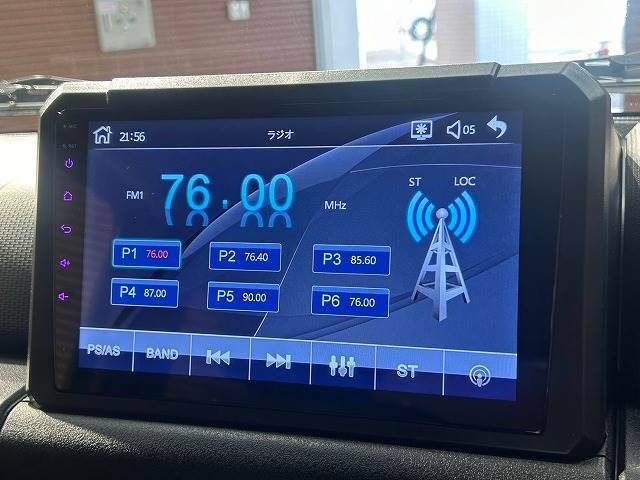 21:56
ラジオ
05
FM1
76.00
MHz
ST
LOC
P1 76.00
P2 76.40
P3 85.60
P4 87.00
P5 90.00
P6 76.00
PS/AS
BAND
ST